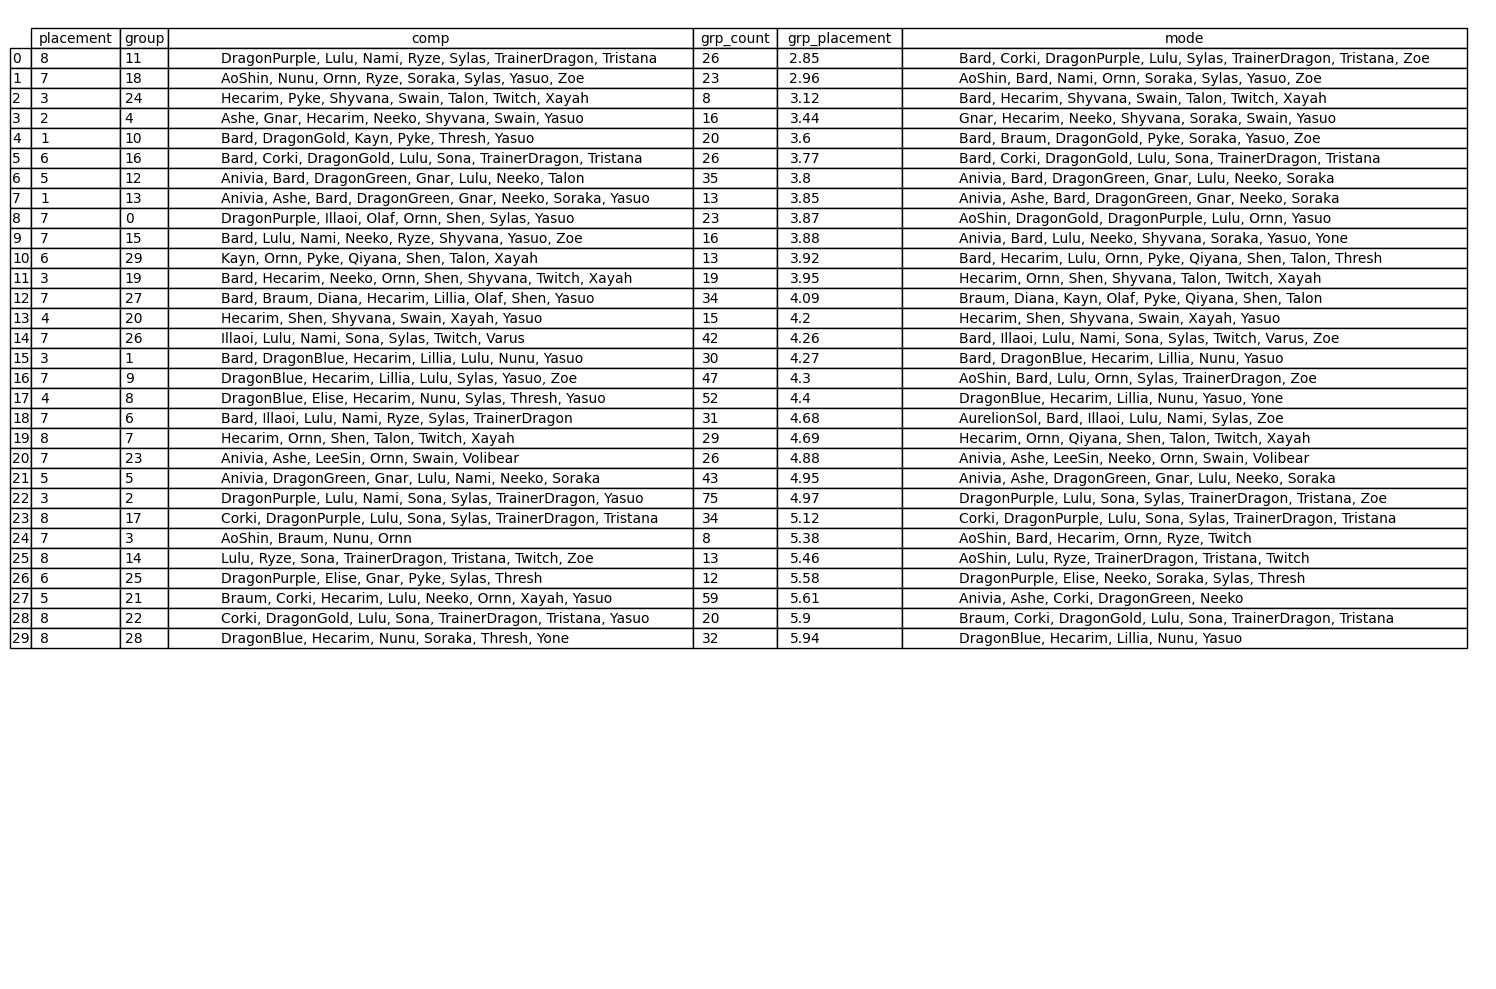 placement group comp grp_count grp_placement mode
0 8 11 DragonPurple, Lulu, Nami, Ryze, Sylas, TrainerDragon, Tristana 26 2.85 Bard, Corki, DragonPurple, Lulu, Sylas, TrainerDragon, Tristana, Zoe
1 7 18 AoShin, Nunu, Ornn, Ryze, Soraka, Sylas, Yasuo, Zoe 23 2.96 AoShin, Bard, Nami, Ornn, Soraka, Sylas, Yasuo, Zoe
2 3 24 Hecarim, Pyke, Shyvana, Swain, Talon, Twitch, Xayah 8 3.12 Bard, Hecarim, Shyvana, Swain, Talon, Twitch, Xayah
3 2 4 Ashe, Gnar, Hecarim, Neeko, Shyvana, Swain, Yasuo 16 3.44 Gnar, Hecarim, Neeko, Shyvana, Soraka, Swain, Yasuo
4 1 10 Bard, DragonGold, Kayn, Pyke, Thresh, Yasuo 20 3.6 Bard, Braum, DragonGold, Pyke, Soraka, Yasuo, Zoe
5 6 16 Bard, Corki, DragonGold, Lulu, Sona, TrainerDragon, Tristana 26 3.77 Bard, Corki, DragonGold, Lulu, Sona, TrainerDragon, Tristana
6 5 12 Anivia, Bard, DragonGreen, Gnar, Lulu, Neeko, Talon 35 3.8 Anivia, Bard, DragonGreen, Gnar, Lulu, Neeko, Soraka
7 1 13 Anivia, Ashe, Bard, DragonGreen, Gnar, Neeko, Soraka, Yasuo 13 3.85 Anivia, Ashe, Bard, DragonGreen, Gnar, Neeko, Soraka
8 7 0 DragonPurple, Illaoi, Olaf, Ornn, Shen, Sylas, Yasuo 23 3.87 AoShin, DragonGold, DragonPurple, Lulu, Ornn, Yasuo
9 7 15 Bard, Lulu, Nami, Neeko, Ryze, Shyvana, Yasuo, Zoe 16 3.88 Anivia, Bard, Lulu, Neeko, Shyvana, Soraka, Yasuo, Yone
10 6 29 Kayn, Ornn, Pyke, Qiyana, Shen, Talon, Xayah 13 3.92 Bard, Hecarim, Lulu, Ornn, Pyke, Qiyana, Shen, Talon, Thresh
11 3 19 Bard, Hecarim, Neeko, Ornn, Shen, Shyvana, Twitch, Xayah 19 3.95 Hecarim, Ornn, Shen, Shyvana, Talon, Twitch, Xayah
12 7 27 Bard, Braum, Diana, Hecarim, Lillia, Olaf, Shen, Yasuo 34 4.09 Braum, Diana, Kayn, Olaf, Pyke, Qiyana, Shen, Talon
13 4 20 Hecarim, Shen, Shyvana, Swain, Xayah, Yasuo 15 4.2 Hecarim, Shen, Shyvana, Swain, Xayah, Yasuo
14 7 26 Illaoi, Lulu, Nami, Sona, Sylas, Twitch, Varus 42 4.26 Bard, Illaoi, Lulu, Nami, Sona, Sylas, Twitch, Varus, Zoe
15 3 1 Bard, DragonBlue, Hecarim, Lillia, Lulu, Nunu, Yasuo 30 4.27 Bard, DragonBlue, Hecarim, Lillia, Nunu, Yasuo
16 7 9 DragonBlue, Hecarim, Lillia, Lulu, Sylas, Yasuo, Zoe 47 4.3 AoShin, Bard, Lulu, Ornn, Sylas, TrainerDragon, Zoe
17 4 8 DragonBlue, Elise, Hecarim, Nunu, Sylas, Thresh, Yasuo 52 4.4 DragonBlue, Hecarim, Lillia, Nunu, Yasuo, Yone
18 7 6 Bard, Illaoi, Lulu, Nami, Ryze, Sylas, TrainerDragon 31 4.68 AurelionSol, Bard, Illaoi, Lulu, Nami, Sylas, Zoe
19 8 7 Hecarim, Ornn, Shen, Talon, Twitch, Xayah 29 4.69 Hecarim, Ornn, Qiyana, Shen, Talon, Twitch, Xayah
20 7 23 Anivia, Ashe, LeeSin, Ornn, Swain, Volibear 26 4.88 Anivia, Ashe, LeeSin, Neeko, Ornn, Swain, Volibear
21 5 5 Anivia, DragonGreen, Gnar, Lulu, Nami, Neeko, Soraka 43 4.95 Anivia, Ashe, DragonGreen, Gnar, Lulu, Neeko, Soraka
22 3 2 DragonPurple, Lulu, Nami, Sona, Sylas, TrainerDragon, Yasuo 75 4.97 DragonPurple, Lulu, Sona, Sylas, TrainerDragon, Tristana, Zoe
23 8 17 Corki, DragonPurple, Lulu, Sona, Sylas, TrainerDragon, Tristana 34 5.12 Corki, DragonPurple, Lulu, Sona, Sylas, TrainerDragon, Tristana
24 7 3 AoShin, Braum, Nunu, Ornn 8 5.38 AoShin, Bard, Hecarim, Ornn, Ryze, Twitch
25 8 14 Lulu, Ryze, Sona, TrainerDragon, Tristana, Twitch, Zoe 13 5.46 AoShin, Lulu, Ryze, TrainerDragon, Tristana, Twitch
26 6 25 DragonPurple, Elise, Gnar, Pyke, Sylas, Thresh 12 5.58 DragonPurple, Elise, Neeko, Soraka, Sylas, Thresh
27 5 21 Braum, Corki, Hecarim, Lulu, Neeko, Ornn, Xayah, Yasuo 59 5.61 Anivia, Ashe, Corki, DragonGreen, Neeko
28 8 22 Corki, DragonGold, Lulu, Sona, TrainerDragon, Tristana, Yasuo 20 5.9 Braum, Corki, DragonGold, Lulu, Sona, TrainerDragon, Tristana
29 8 28 DragonBlue, Hecarim, Nunu, Soraka, Thresh, Yone 32 5.94 DragonBlue, Hecarim, Lillia, Nunu, Yasuo